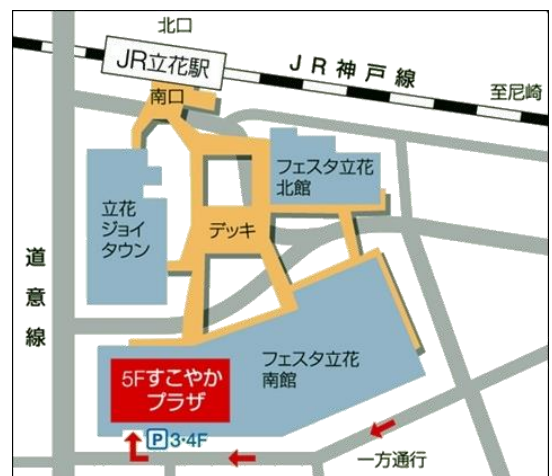 北口
JR立花駅
JR神戸線
南口
至尼崎
フェスタ立花
北館
立花
ジョイ
タウン
デッキ
道意線
フェスタ立花
南館
5Fすこやか
プラザ
P3・4F
一方通行